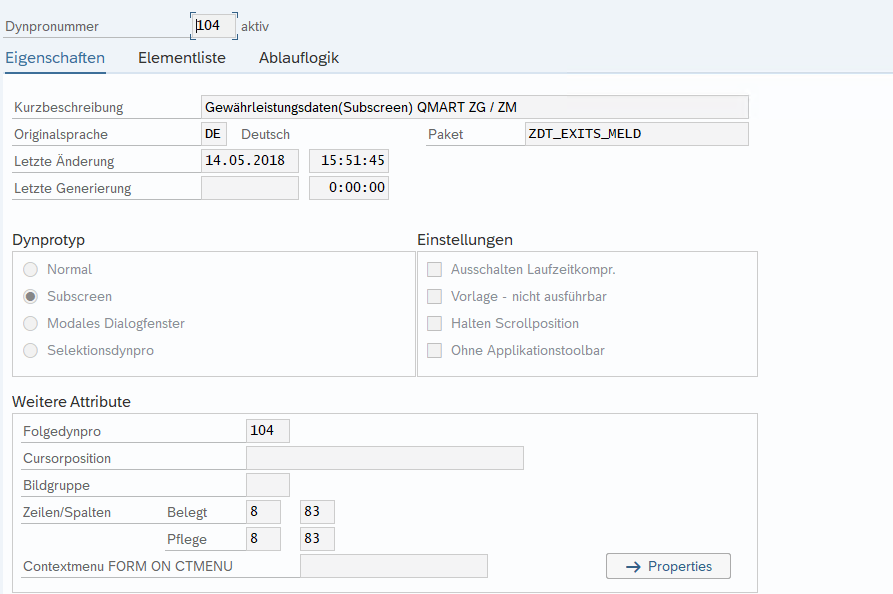 Dynpronummer 104 aktiv
Eigenschaften Elementliste Ablauflogik
Kurzbeschreibung Gewährleistungsdaten(Subscreen) QMART ZG / ZM
Originalsprache DE Deutsch Paket ZDT_EXITS_MELD
Letzte Änderung 14.05.2018 15:51:45
Letzte Generierung 0:00:00
Dynprotyp Einstellungen
Normal Ausschalten Laufzeitkompr.
Subscreen Vorlage - nicht ausführbar
Modales Dialogfenster Halten Scrollposition
Selektionsdynpro Ohne Applikationstoolbar
Weitere Attribute
Folgedynpro 104
Cursorposition
Bildgruppe
Zeilen/Spalten Belegt 8 83
Pflege 8 83
Contextmenu FORM ON CTMENU Properties